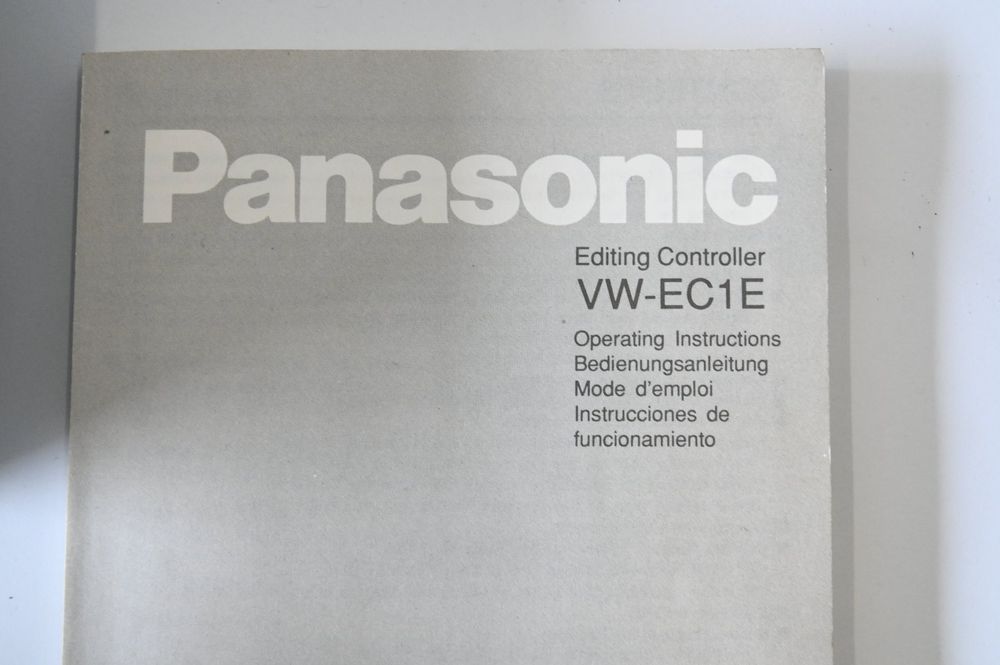 Panasonic
Editing Controller
VW-EC1E
Operating Instructions
Bedienungsanleitung
Mode d'emploi
Instrucciones de
funcionamiento